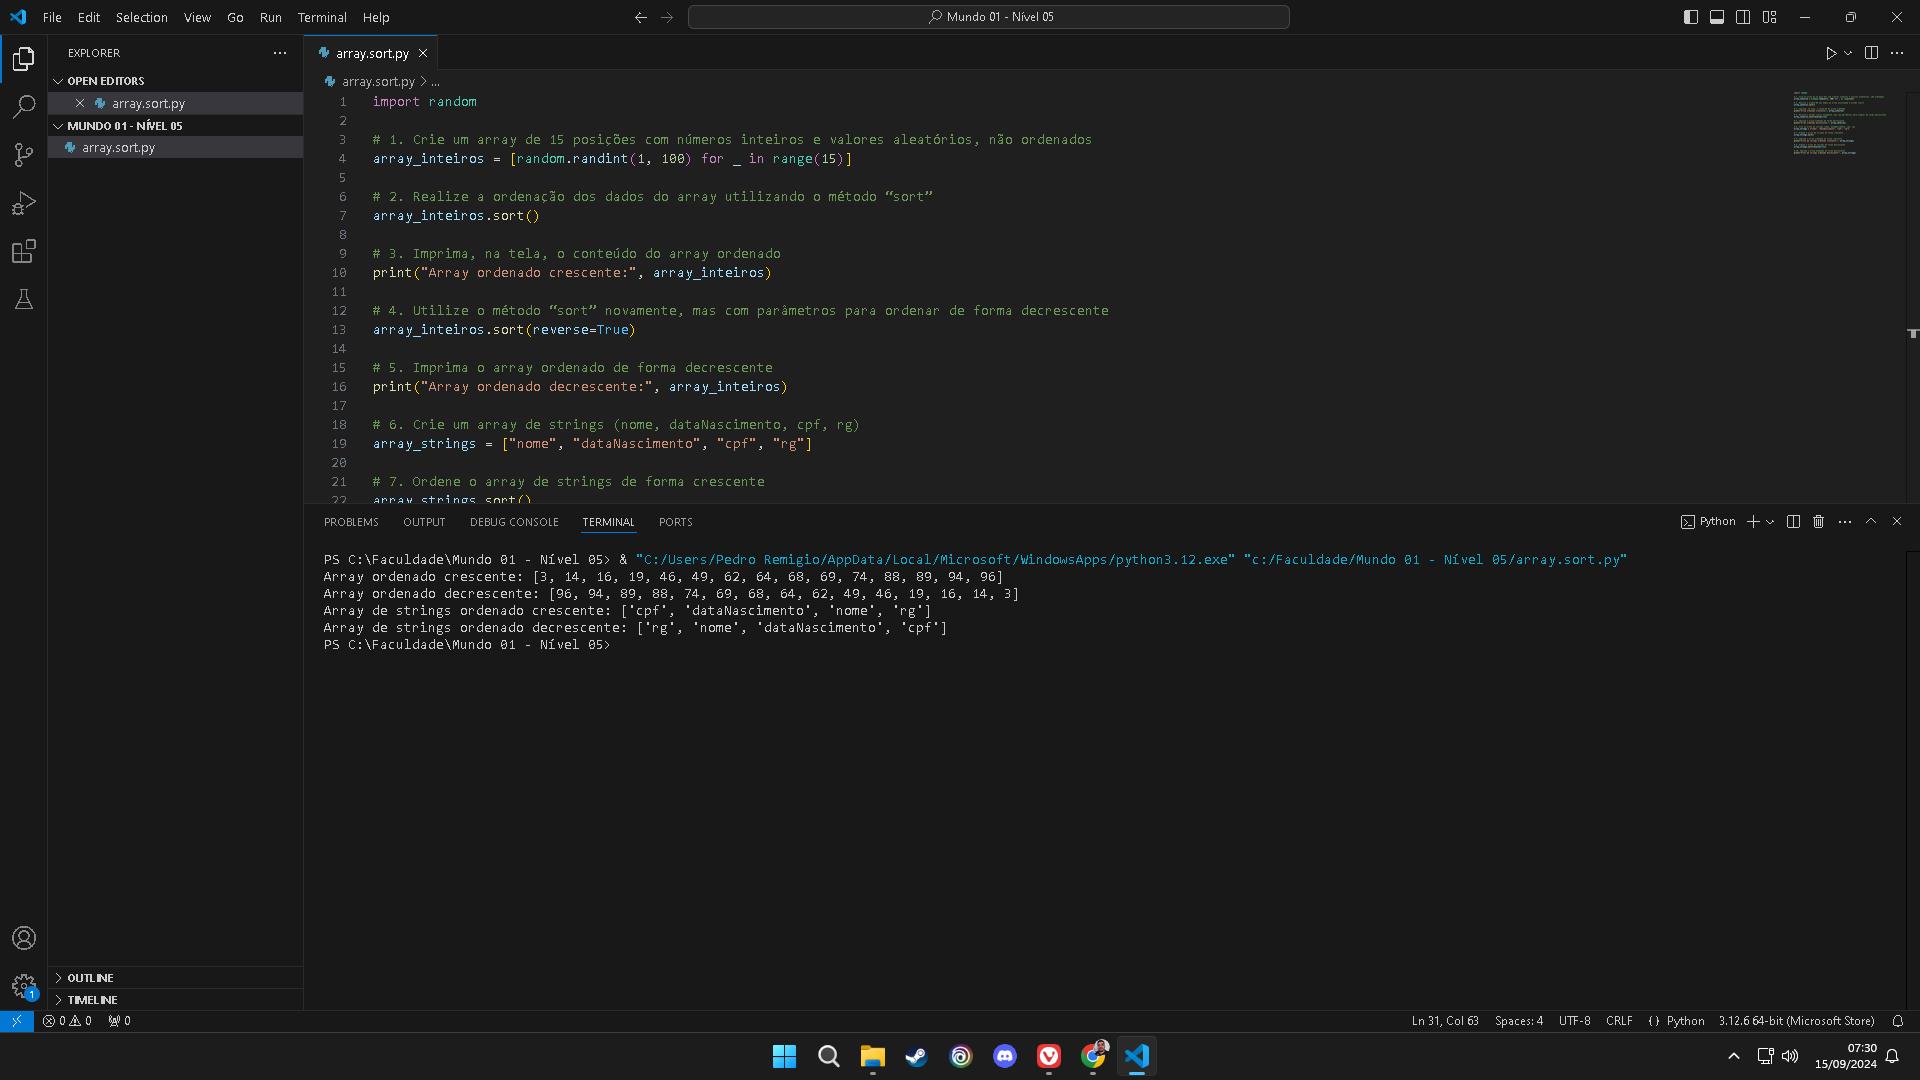 File Edit Selection View Go Run Terminal Help
Mundo 01 - Nível 05
EXPLORER
OPEN EDITORS
array.sort.py
MUNDO 01 - NÍVEL 05
array.sort.py
OUTLINE
TIMELINE
array.sort.py
array.sort.py > ...
1 import random
2
3 # 1. Crie um array de 15 posições com números inteiros e valores aleatórios, não ordenados
4 array_inteiros = [random.randint(1, 100) for _ in range(15)]
5
6 # 2. Realize a ordenação dos dados do array utilizando o método “sort”
7 array_inteiros.sort()
8
9 # 3. Imprima, na tela, o conteúdo do array ordenado
10 print("Array ordenado crescente:", array_inteiros)
11
12 # 4. Utilize o método “sort” novamente, mas com parâmetros para ordenar de forma decrescente
13 array_inteiros.sort(reverse=True)
14
15 # 5. Imprima o array ordenado de forma decrescente
16 print("Array ordenado decrescente:", array_inteiros)
17
18 # 6. Crie um array de strings (nome, dataNascimento, cpf, rg)
19 array_strings = ["nome", "dataNascimento", "cpf", "rg"]
20
21 # 7. Ordene o array de strings de forma crescente
22 array_strings.sort()
PROBLEMS OUTPUT DEBUG CONSOLE TERMINAL PORTS
Python
PS C:\Faculdade\Mundo 01 - Nível 05> & "C:/Users/Pedro Remigio/AppData/Local/Microsoft/WindowsApps/python3.12.exe" "c:/Faculdade/Mundo 01 - Nível 05/array.sort.py"
Array ordenado crescente: [3, 14, 16, 19, 46, 49, 62, 64, 68, 69, 74, 88, 89, 94, 96]
Array ordenado decrescente: [96, 94, 89, 88, 74, 69, 68, 64, 62, 49, 46, 19, 16, 14, 3]
Array de strings ordenado crescente: ['cpf', 'dataNascimento', 'nome', 'rg']
Array de strings ordenado decrescente: ['rg', 'nome', 'dataNascimento', 'cpf']
PS C:\Faculdade\Mundo 01 - Nível 05>
1
0 0 0
Ln 31, Col 63 Spaces: 4 UTF-8 CRLF {} Python 3.12.6 64-bit (Microsoft Store)
07:30
15/09/2024